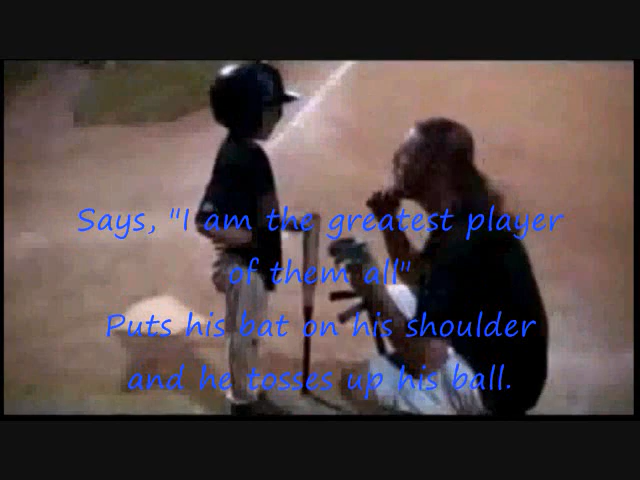 Says, "I am the greatest player
of them all"
Puts his bat on his shoulder
and he tosses up his ball.